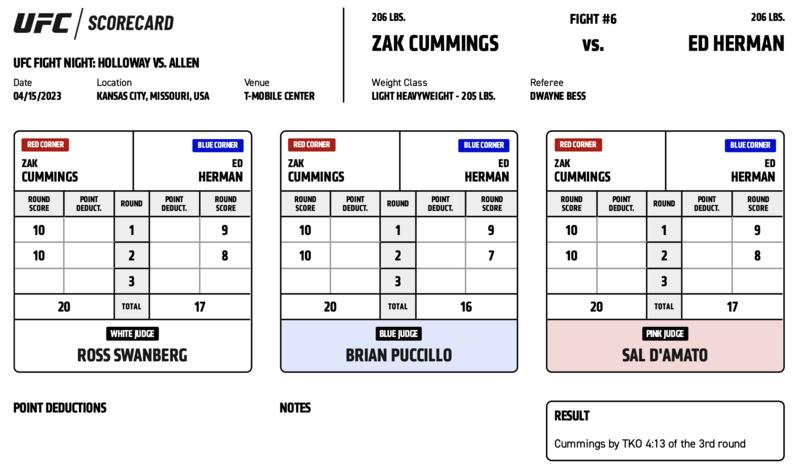 UFC / SCORECARD
UFC FIGHT NIGHT: HOLLOWAY VS. ALLEN
Date Location Venue
04/15/2023 KANSAS CITY, MISSOURI, USA T-MOBILE CENTER
206 LBS. FIGHT #6 206 LBS.
ZAK CUMMINGS VS. ED HERMAN
Weight Class Referee
LIGHT HEAVYWEIGHT - 205 LBS. DWAYNE BESS
RED CORNER BLUE CORNER
ZAK ED
CUMMINGS HERMAN
ROUND SCORE POINT DEDUCT. ROUND POINT DEDUCT. ROUND SCORE
10 1 9
10 2 8
3
20 TOTAL 17
WHITE JUDGE
ROSS SWANBERG
RED CORNER BLUE CORNER
ZAK ED
CUMMINGS HERMAN
ROUND SCORE POINT DEDUCT. ROUND POINT DEDUCT. ROUND SCORE
10 1 9
10 2 7
3
20 TOTAL 16
BLUE JUDGE
BRIAN PUCCILLO
RED CORNER BLUE CORNER
ZAK ED
CUMMINGS HERMAN
ROUND SCORE POINT DEDUCT. ROUND POINT DEDUCT. ROUND SCORE
10 1 9
10 2 8
3
20 TOTAL 17
PINK JUDGE
SAL D'AMATO
POINT DEDUCTIONS
NOTES
RESULT
Cummings by TKO 4:13 of the 3rd round